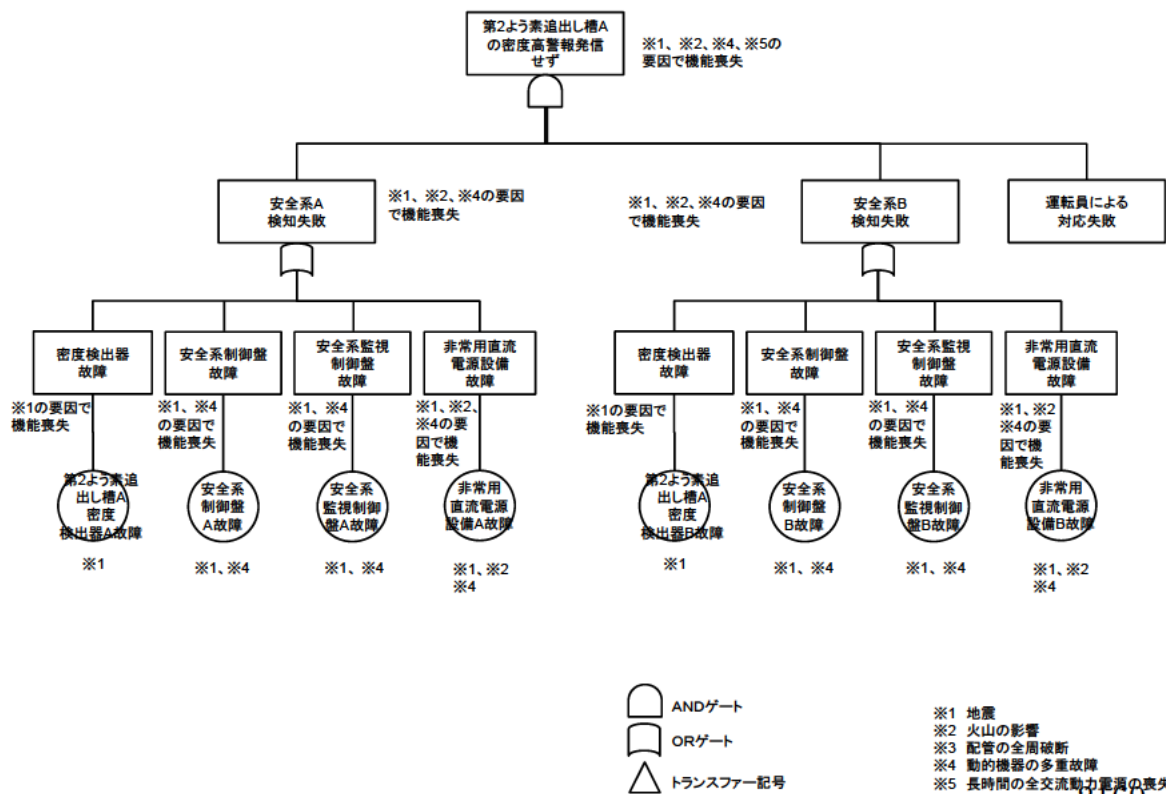 第2よう素追出し槽A
の密度高警報発信
せず
※1、※2、※4、※5の
要因で機能喪失
安全系A
検知失敗
※1、※2、※4の要因
で機能喪失
※1、※2、※4の要因
で機能喪失
安全系B
検知失敗
運転員による
対応失敗
密度検出器
故障
安全系制御盤
故障
安全系監視
制御盤
故障
非常用直流
電源設備
故障
密度検出器
故障
安全系制御盤
故障
安全系監視
制御盤
故障
非常用直流
電源設備
故障
※1の要因で
機能喪失
※1、※4
の要因で
機能喪失
※1、※4
の要因で
機能喪失
※1、※2、
※4の要
因で機
能喪失
※1の要因で
機能喪失
※1、※4
の要因で
機能喪失
※1、※4
の要因で
機能喪失
※1、※2
※4の要
因で機
能喪失
第2よう素追
出し槽A
密度
検出器A故障
安全系
制御盤
A故障
安全系
監視制御
盤A故障
非常用
直流電源
設備A故障
第2よう素追
出し槽A
密度
検出器B故障
安全系
制御盤
B故障
安全系
監視制御
盤B故障
非常用
直流電源
設備B故障
※1
※1、※4
※1、※4
※1、※2
※4
※1
※1、※4
※1、※4
※1、※2
※4
ANDゲート
ORゲート
トランスファー記号
※1 地震
※2 火山の影響
※3 配管の全周破断
※4 動的機器の多重故障
※5 長時間の全交流動力電源の喪失